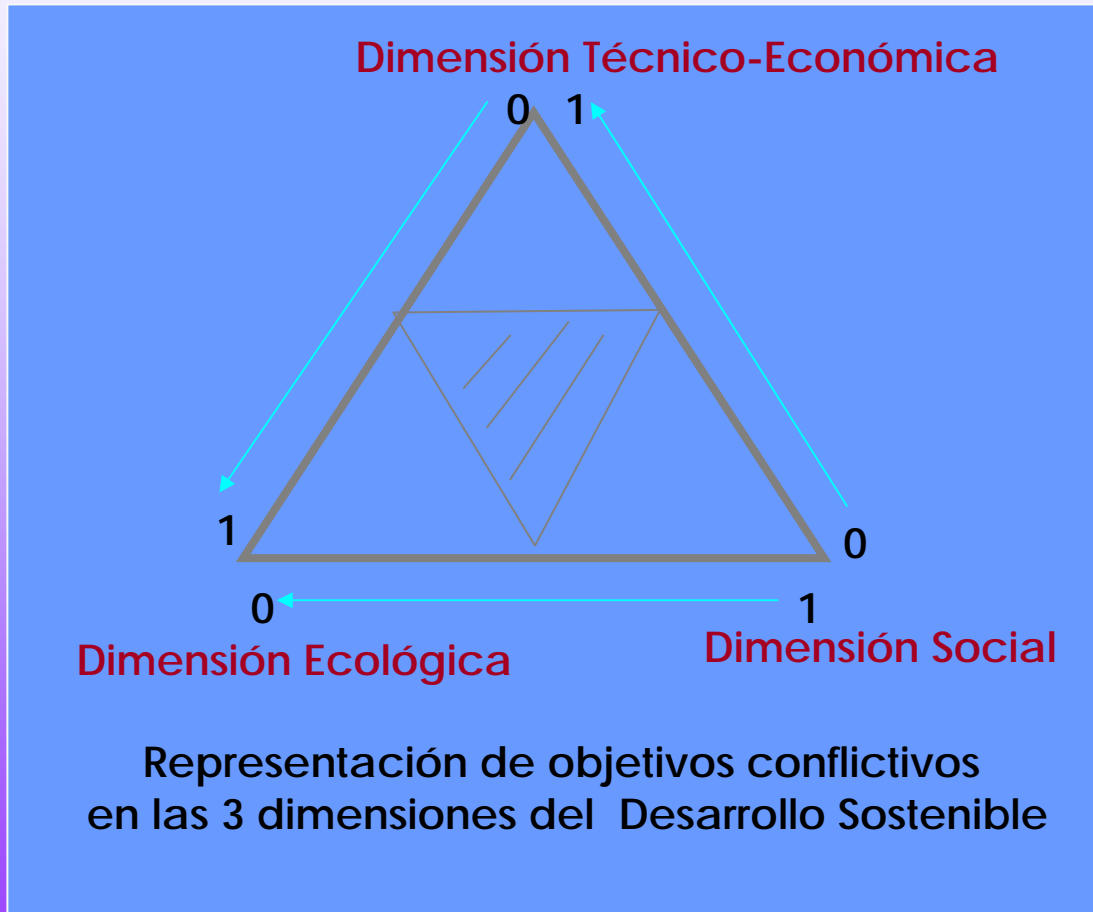 Dimensión Técnico-Económica
0 1
1
0
0
1
Dimensión Ecológica
Dimensión Social
Representación de objetivos conflictivos
en las 3 dimensiones del Desarrollo Sostenible